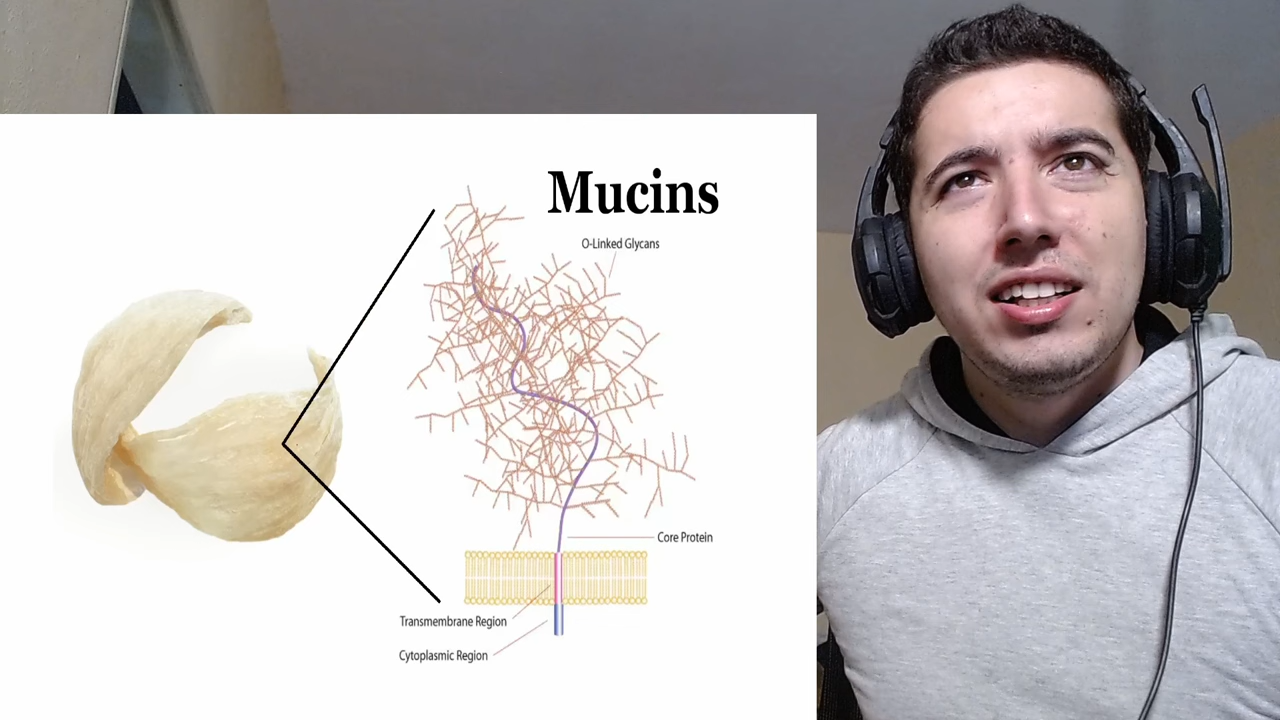 Mucins
O-Linked Glycans
Core Protein
Transmembrane Region
Cytoplasmic Region